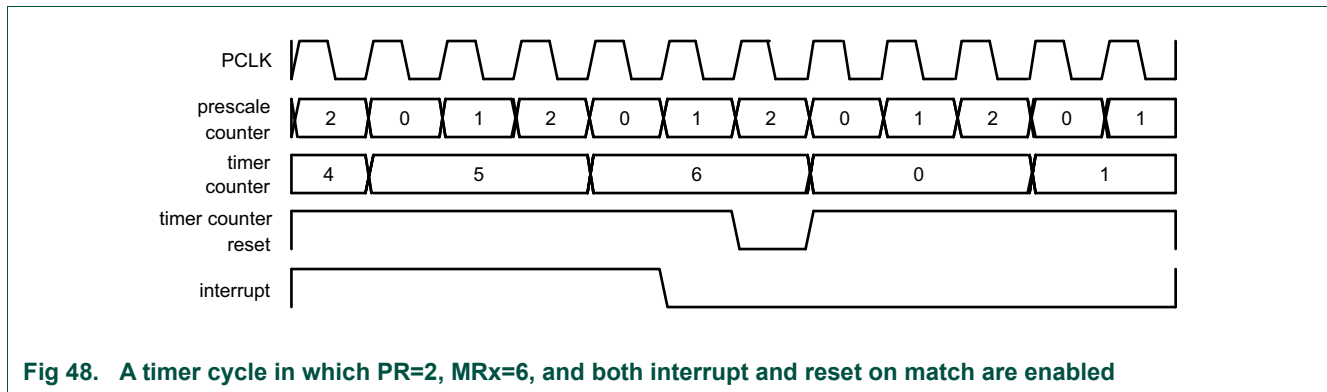 PCLK
prescale
counter
2 0 1 2 0 1 2 0 1 2 0 1
timer
counter
4 5 6 0 1
timer counter
reset
interrupt
Fig 48. A timer cycle in which PR=2, MRx=6, and both interrupt and reset on match are enabled